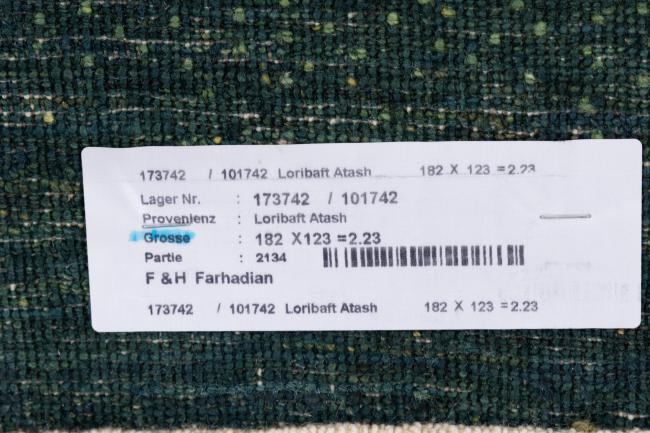 173742 / 101742 Loribaft Atash 182 X 123 =2.23
Lager Nr. : 173742 / 101742
Provenienz : Loribaft Atash
Grosse : 182 X123 =2.23
Partie : 2134
F & H Farhadian
173742 / 101742 Loribaft Atash 182 X 123 =2.23